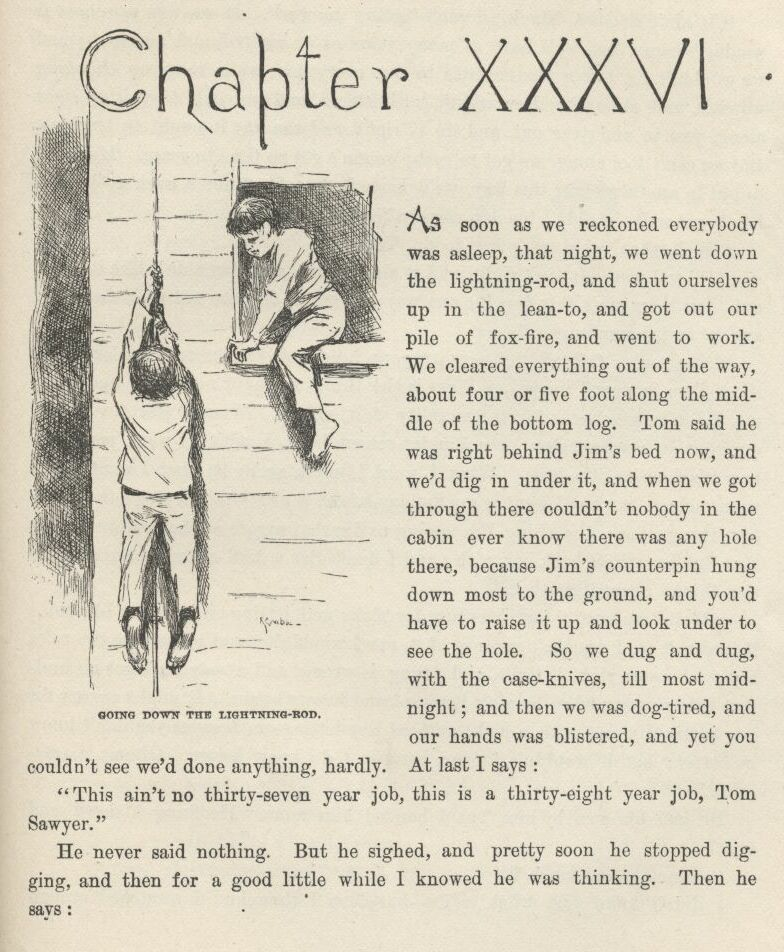 Chapter XXXVI.
As soon as we reckoned everybody
was asleep, that night, we went down
the lightning-rod, and shut ourselves
up in the lean-to, and got out our
pile of fox-fire, and went to work.
We cleared everything out of the way,
about four or five foot along the mid-
dle of the bottom log. Tom said he
was right behind Jim's bed now, and
we'd dig in under it, and when we got
through there couldn't nobody in the
cabin ever know there was any hole
there, because Jim's counterpin hung
down most to the ground, and you'd
have to raise it up and look under to
see the hole. So we dug and dug,
with the case-knives, till most mid-
night; and then we was dog-tired, and
our hands was blistered, and yet you
Kemble
GOING DOWN THE LIGHTNING-ROD.
couldn't see we'd done anything, hardly. At last I says:
"This ain't no thirty-seven year job, this is a thirty-eight year job, Tom
Sawyer."
He never said nothing. But he sighed, and pretty soon he stopped dig-
ging, and then for a good little while I knowed he was thinking. Then he
says: